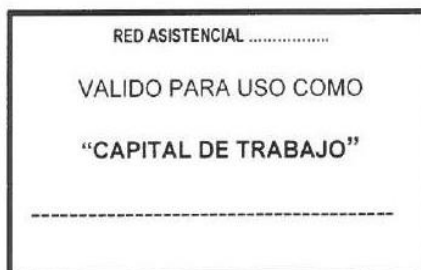 RED ASISTENCIAL .................
VALIDO PARA USO COMO
“CAPITAL DE TRABAJO”
---------------------------------------